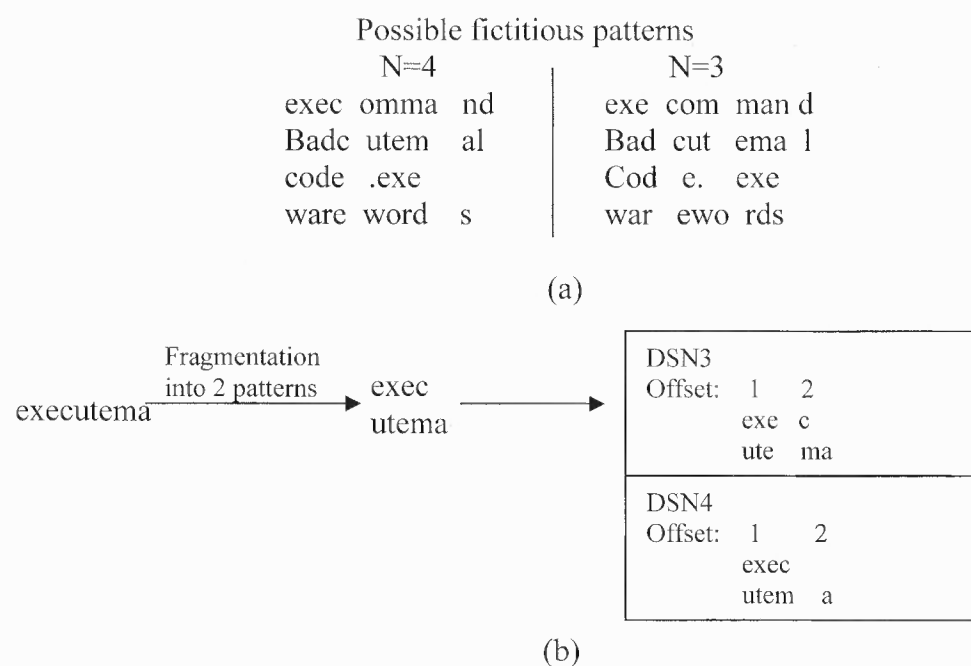 Possible fictitious patterns
N=4 N=3
exec omma nd exe com man d
Badc utem al Bad cut ema l
code .exe Cod e. exe
ware word s war ewo rds
(a)
Fragmentation
into 2 patterns
executema
exec
utema
DSN3
Offset: 1 2
exe c
ute ma
DSN4
Offset: 1 2
exec
utem a
(b)